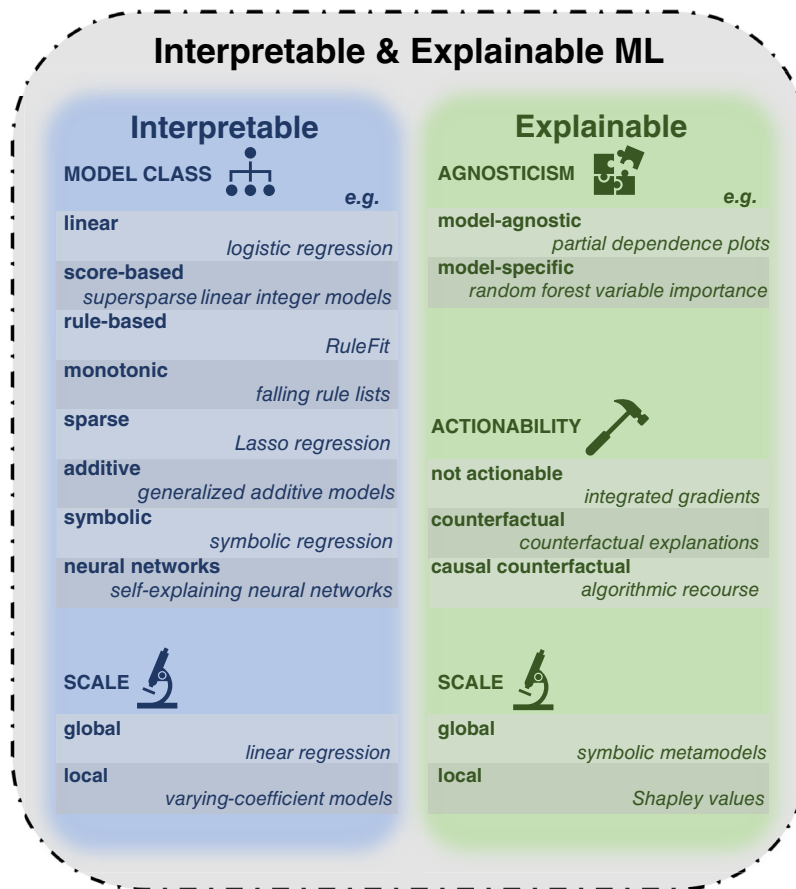 Interpretable & Explainable ML
Interpretable
MODEL CLASS
e.g.
linear
logistic regression
score-based
supersparse linear integer models
rule-based
RuleFit
monotonic
falling rule lists
sparse
Lasso regression
additive
generalized additive models
symbolic
symbolic regression
neural networks
self-explaining neural networks
SCALE
global
linear regression
local
varying-coefficient models
Explainable
AGNOSTICISM
e.g.
model-agnostic
partial dependence plots
model-specific
random forest variable importance
ACTIONABILITY
not actionable
integrated gradients
counterfactual
counterfactual explanations
causal counterfactual
algorithmic recourse
SCALE
global
symbolic metamodels
local
Shapley values